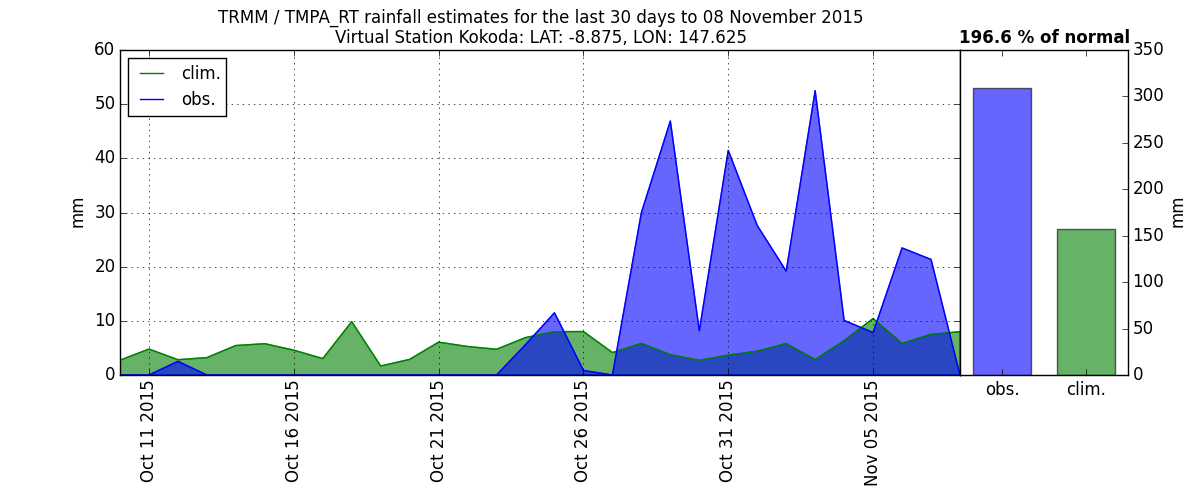 TRMM / TMPA_RT rainfall estimates for the last 30 days to 08 November 2015
Virtual Station Kokoda: LAT: -8.875, LON: 147.625
196.6 % of normal
clim.
obs.
60
50
40
30
20
10
0
mm
Oct 11 2015
Oct 16 2015
Oct 21 2015
Oct 26 2015
Oct 31 2015
Nov 05 2015
350
300
250
200
150
100
50
0
mm
obs.
clim.